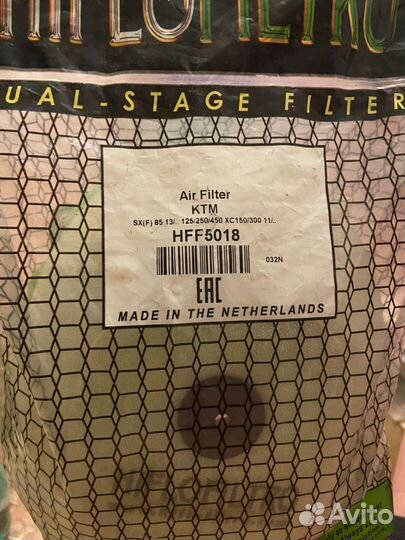 HIFLOFILTRO
UAL-STAGE FILTER
Air Filter
KTM
SX(F) 85 13/.. 125/250/450 XC150/300 11/..
HFF5018
032N
EAC
MADE IN THE NETHERLANDS
Avito